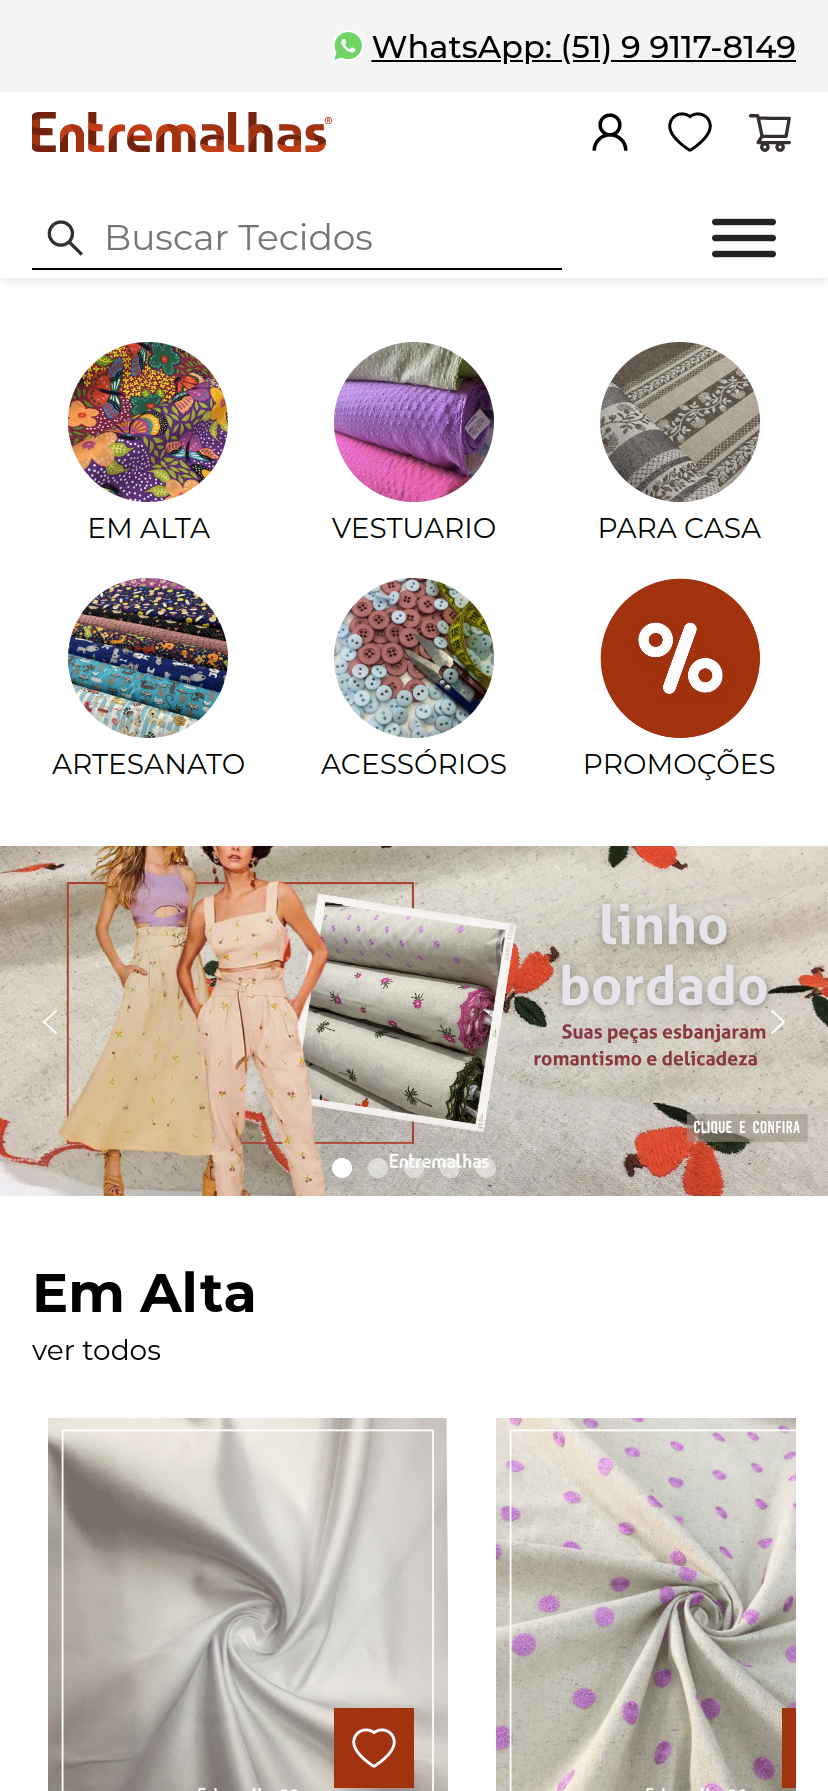 WhatsApp: (51) 9 9117-8149
Entremalhas®
Buscar Tecidos
EM ALTA
VESTUARIO
PARA CASA
ARTESANATO
ACESSÓRIOS
PROMOÇÕES
linho
bordado
Suas peças esbanjaram
romantismo e delicadeza
CLIQUE E CONFIRA
Entremalhas
Em Alta
ver todos